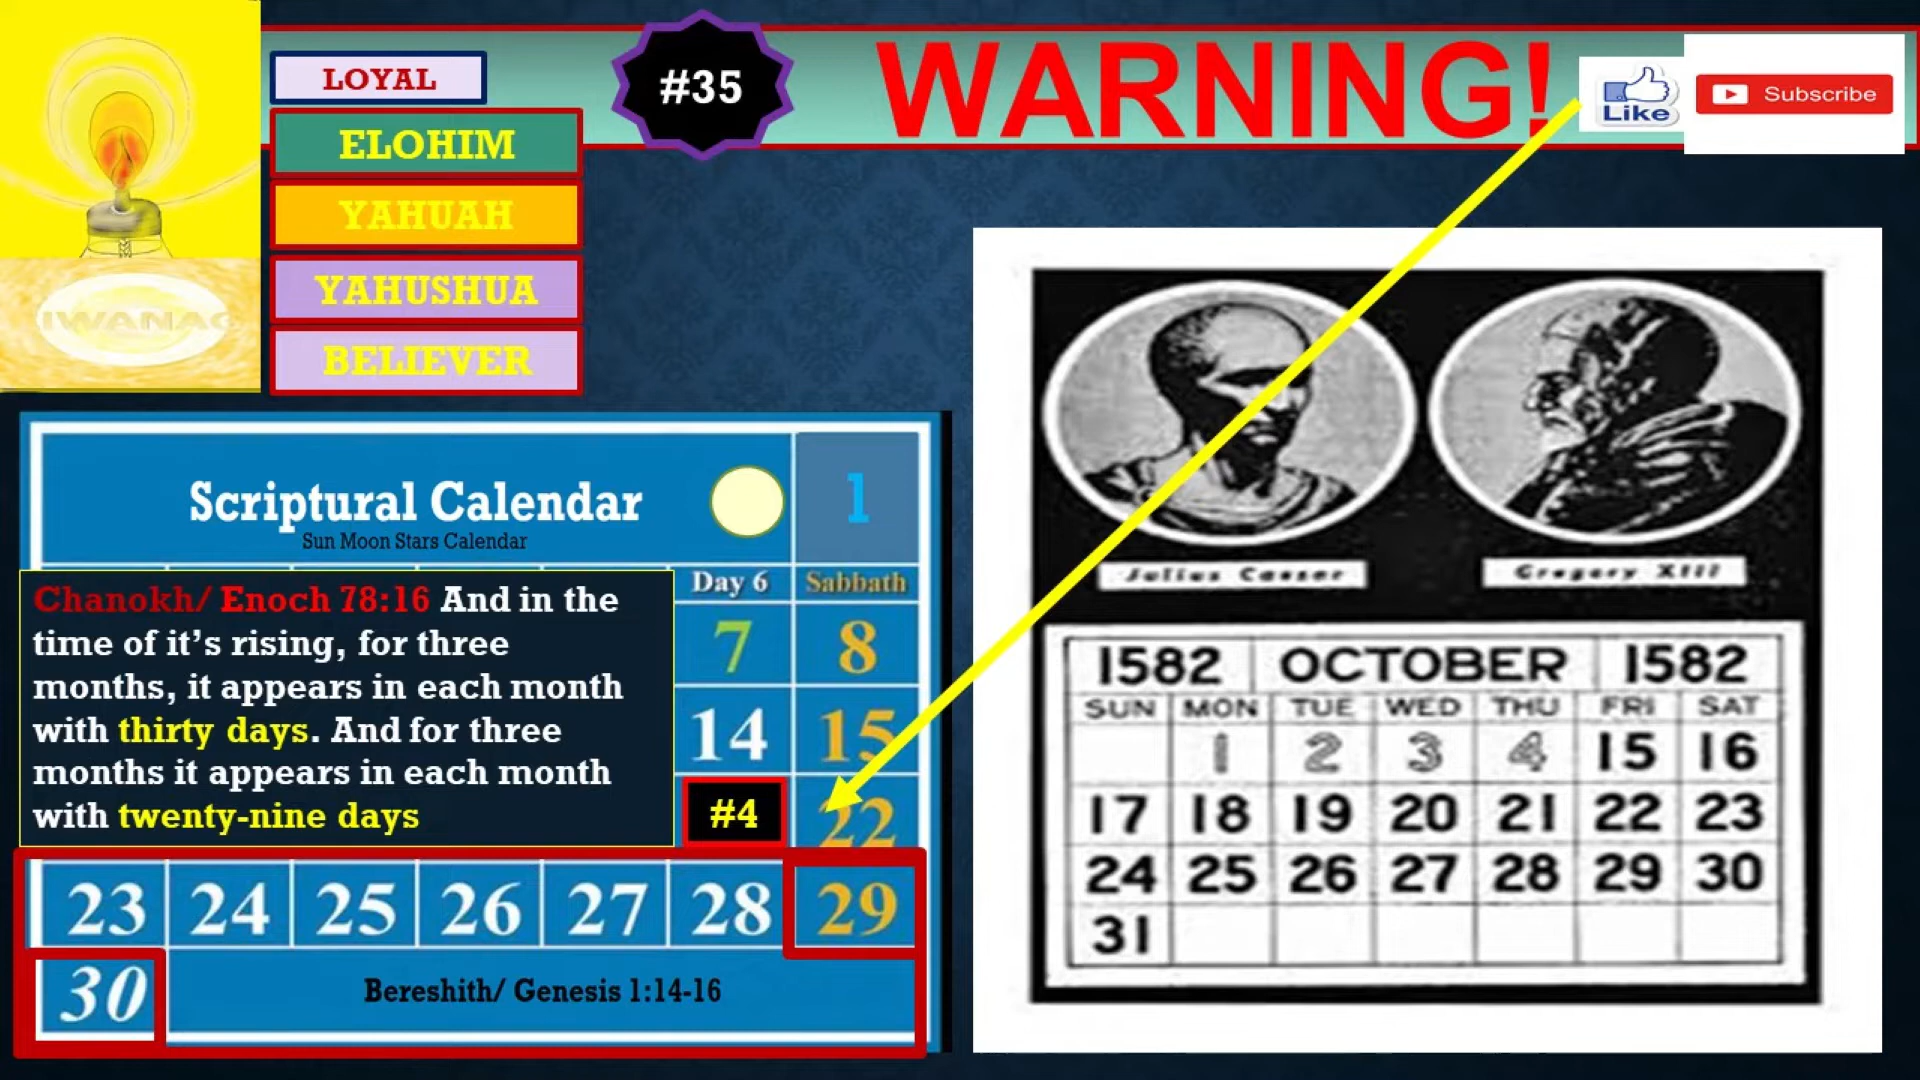 LOYAL
ELOHIM
YAHUAH
YAHUSHUA
BELIEVER
IWANAC
#35
WARNING!
Like
Subscribe
Scriptural Calendar
Sun Moon Stars Calendar
1
Day 6 Sabbath
Chanokh/ Enoch 78:16 And in the
time of it's rising, for three
months, it appears in each month
with thirty days. And for three
months it appears in each month
with twenty-nine days
7 8
14 15
#4 22
23 24 25 26 27 28 29
30 Bereshith/ Genesis 1:14-16
Julius Caesar Gregory XIII
1582 OCTOBER 1582
SUN MON TUE WED THU FRI SAT
1 2 3 4 15 16
17 18 19 20 21 22 23
24 25 26 27 28 29 30
31